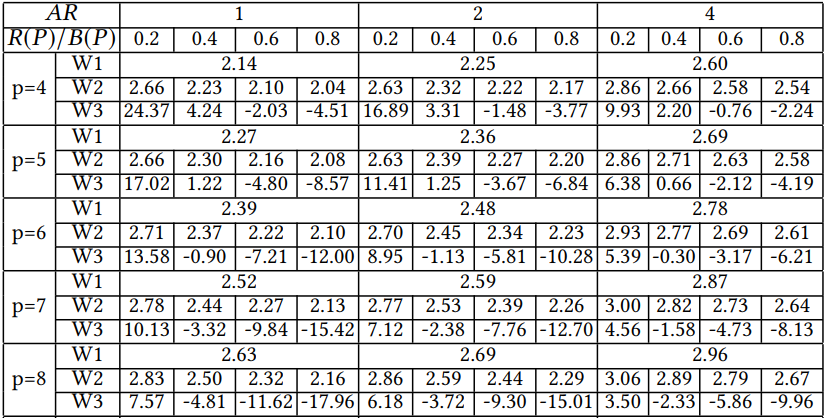 AR 1 2 4
R(P)/B(P) 0.2 0.4 0.6 0.8 0.2 0.4 0.6 0.8 0.2 0.4 0.6 0.8
W1 2.14 2.25 2.60
p=4 W2 2.66 2.23 2.10 2.04 2.63 2.32 2.22 2.17 2.86 2.66 2.58 2.54
W3 24.37 4.24 -2.03 -4.51 16.89 3.31 -1.48 -3.77 9.93 2.20 -0.76 -2.24
W1 2.27 2.36 2.69
p=5 W2 2.66 2.30 2.16 2.08 2.63 2.39 2.27 2.20 2.86 2.71 2.63 2.58
W3 17.02 1.22 -4.80 -8.57 11.41 1.25 -3.67 -6.84 6.38 0.66 -2.12 -4.19
W1 2.39 2.48 2.78
p=6 W2 2.71 2.37 2.22 2.10 2.70 2.45 2.34 2.23 2.93 2.77 2.69 2.61
W3 13.58 -0.90 -7.21 -12.00 8.95 -1.13 -5.81 -10.28 5.39 -0.30 -3.17 -6.21
W1 2.52 2.59 2.87
p=7 W2 2.78 2.44 2.27 2.13 2.77 2.53 2.39 2.26 3.00 2.82 2.73 2.64
W3 10.13 -3.32 -9.84 -15.42 7.12 -2.38 -7.76 -12.70 4.56 -1.58 -4.73 -8.13
W1 2.63 2.69 2.96
p=8 W2 2.83 2.50 2.32 2.16 2.86 2.59 2.44 2.29 3.06 2.89 2.79 2.67
W3 7.57 -4.81 -11.62 -17.96 6.18 -3.72 -9.30 -15.01 3.50 -2.33 -5.86 -9.96